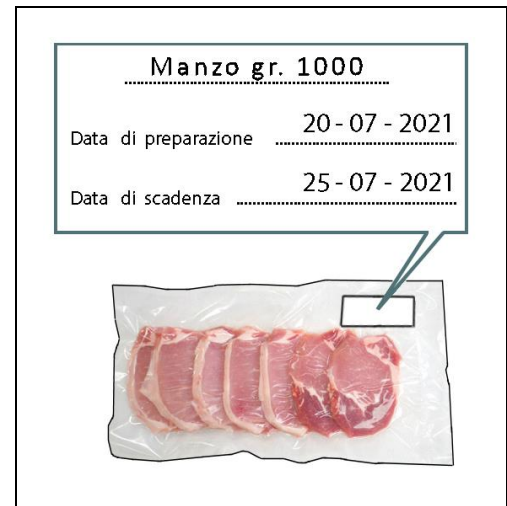 Manzo gr. 1000
Data di preparazione 20 - 07 - 2021
Data di scadenza 25 - 07 - 2021